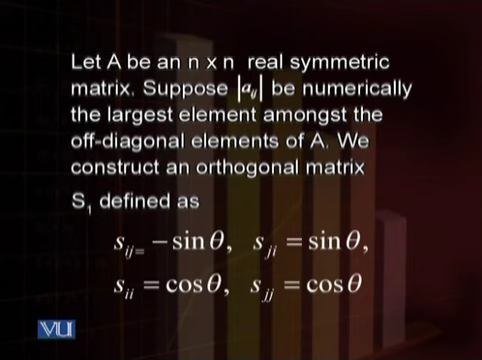 Let A be an n x n real symmetric
matrix. Suppose |aᵢⱼ| be numerically
the largest element amongst the
off-diagonal elements of A. We
construct an orthogonal matrix
S₁ defined as
sᵢⱼ₌ − sin θ, sⱼᵢ = sin θ,
sᵢᵢ = cos θ, sⱼⱼ = cos θ
VU